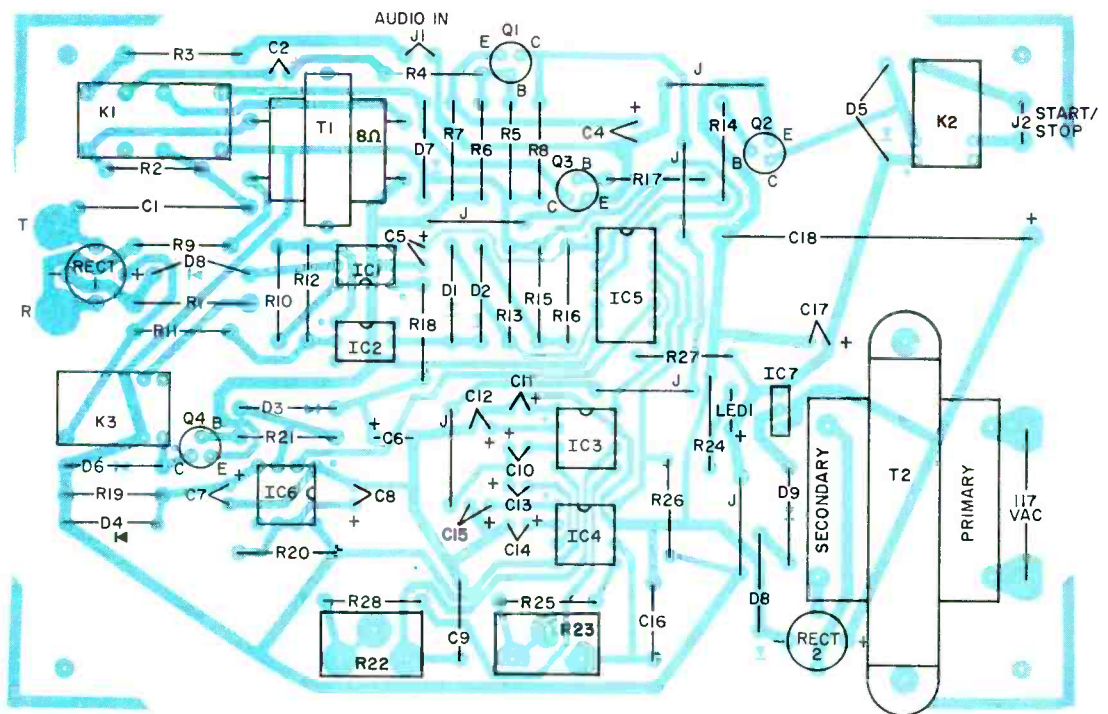 AUDIO IN
J1
R3
C2
R4
E
Q1
C
B
J
K1
T1
8Ω
D7
R7
R6
R5
R8
C4
+
R14
Q2
E
B
C
D5
K2
J2
START/
STOP
R2
Q3
B
C
E
R17
J
C1
T
J
C18
+
R9
D8
RECT
1
-
+
R1
R
R10
R12
IC1
C5
+
D1
D2
R13
R15
R16
IC5
R18
R11
IC2
C17
+
R27
K3
D3
C11
+
C12
+
J
IC7
LED1
+
Q4
B
C
E
R21
+
C6
-
J
IC3
R24
D6
C10
+
R19
C7
+
IC6
C8
+
C13
+
R26
J
D9
SECONDARY
T2
PRIMARY
117
VAC
D4
C15
+
C14
+
IC4
R20
R28
R25
D8
C9
R23
C16
R22
-
RECT
2
+